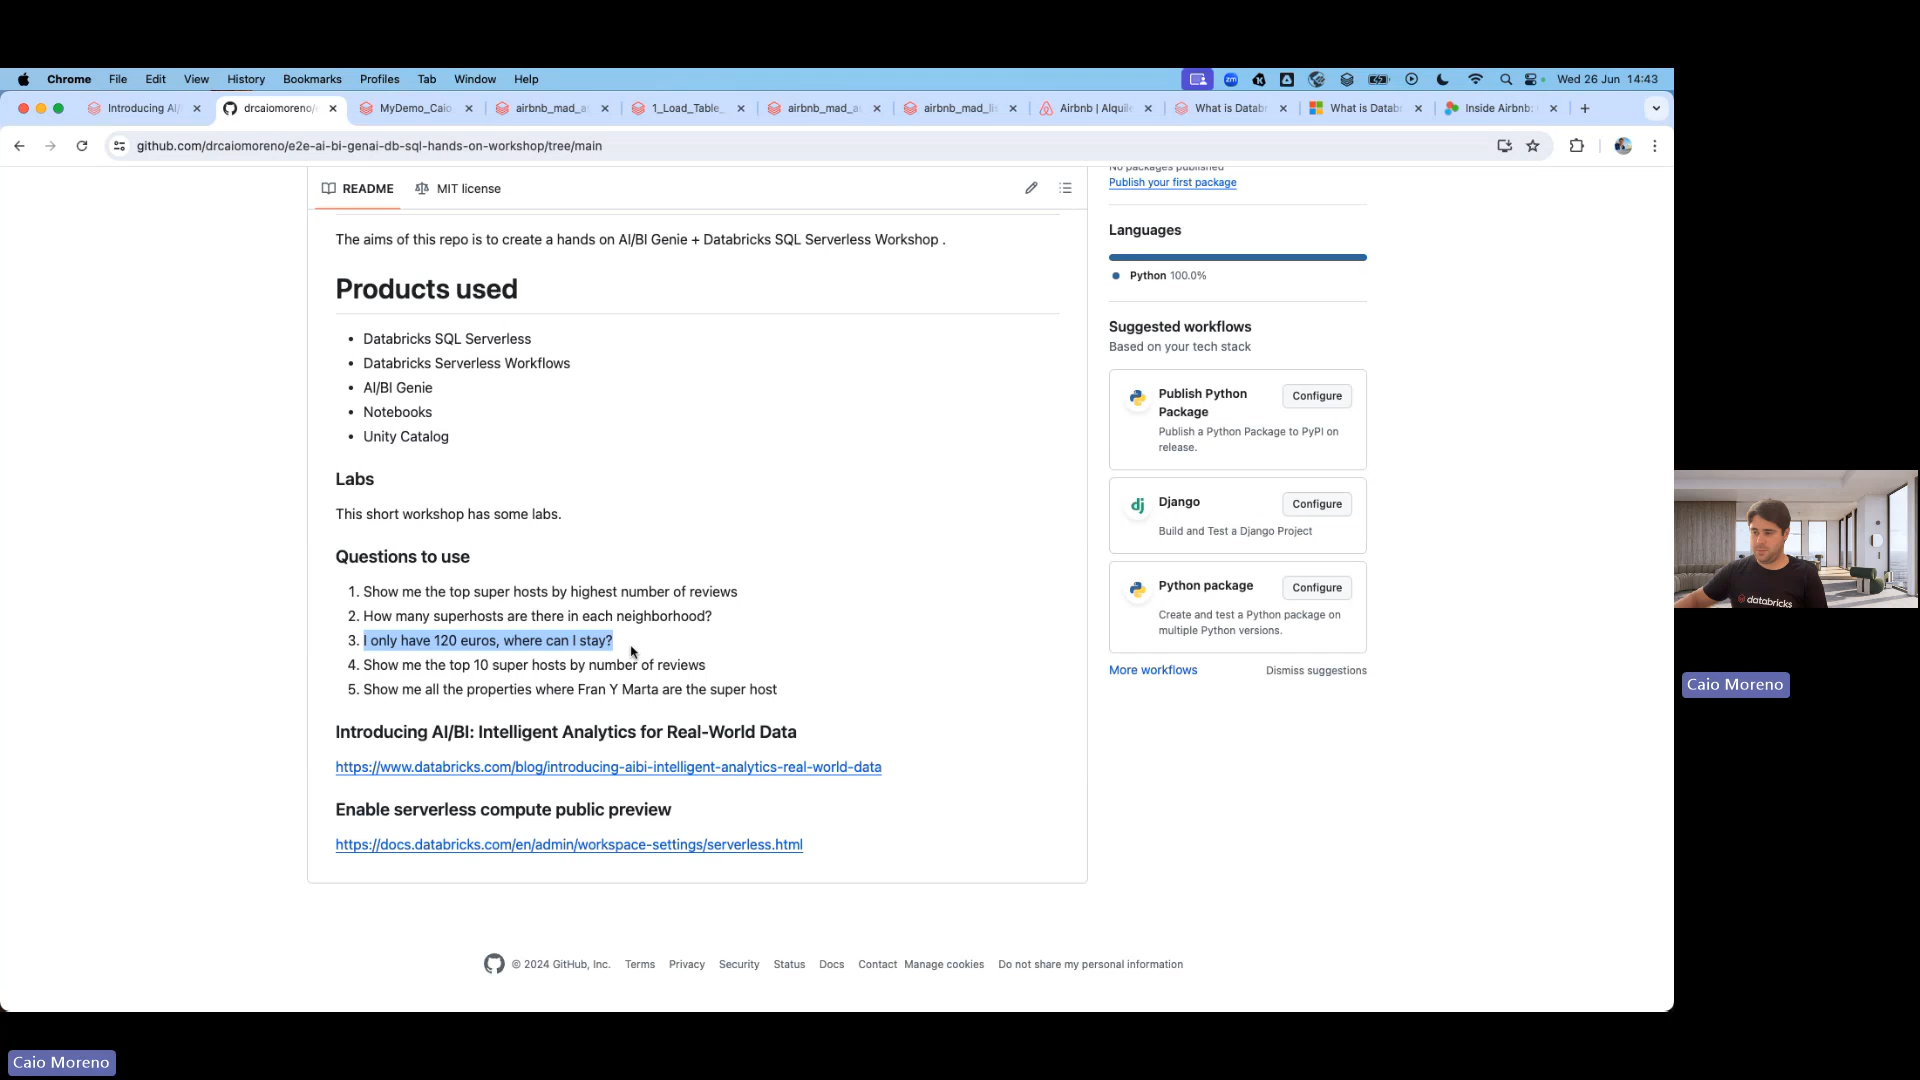 Chrome File Edit View History Bookmarks Profiles Tab Window Help
zm
Wed 26 Jun 14:43
Introducing AI/
drcaiomoreno/e
MyDemo_Caio
airbnb_mad_a
1_Load_Table_
airbnb_mad_a
airbnb_mad_li
Airbnb | Alquil
What is Databr
What is Databr
Inside Airbnb:
github.com/drcaiomoreno/e2e-ai-bi-genai-db-sql-hands-on-workshop/tree/main
README
MIT license
The aims of this repo is to create a hands on AI/BI Genie + Databricks SQL Serverless Workshop .
Products used
• Databricks SQL Serverless
• Databricks Serverless Workflows
• AI/BI Genie
• Notebooks
• Unity Catalog
Labs
This short workshop has some labs.
Questions to use
1. Show me the top super hosts by highest number of reviews
2. How many superhosts are there in each neighborhood?
3. I only have 120 euros, where can I stay?
4. Show me the top 10 super hosts by number of reviews
5. Show me all the properties where Fran Y Marta are the super host
Introducing AI/BI: Intelligent Analytics for Real-World Data
https://www.databricks.com/blog/introducing-aibi-intelligent-analytics-real-world-data
Enable serverless compute public preview
https://docs.databricks.com/en/admin/workspace-settings/serverless.html
No packages published
Publish your first package
Languages
Python 100.0%
Suggested workflows
Based on your tech stack
Publish Python
Package
Configure
Publish a Python Package to PyPI on
release.
dj
Django
Configure
Build and Test a Django Project
Python package
Configure
Create and test a Python package on
multiple Python versions.
More workflows
Dismiss suggestions
© 2024 GitHub, Inc. Terms Privacy Security Status Docs Contact Manage cookies Do not share my personal information
databricks
Caio Moreno
Caio Moreno